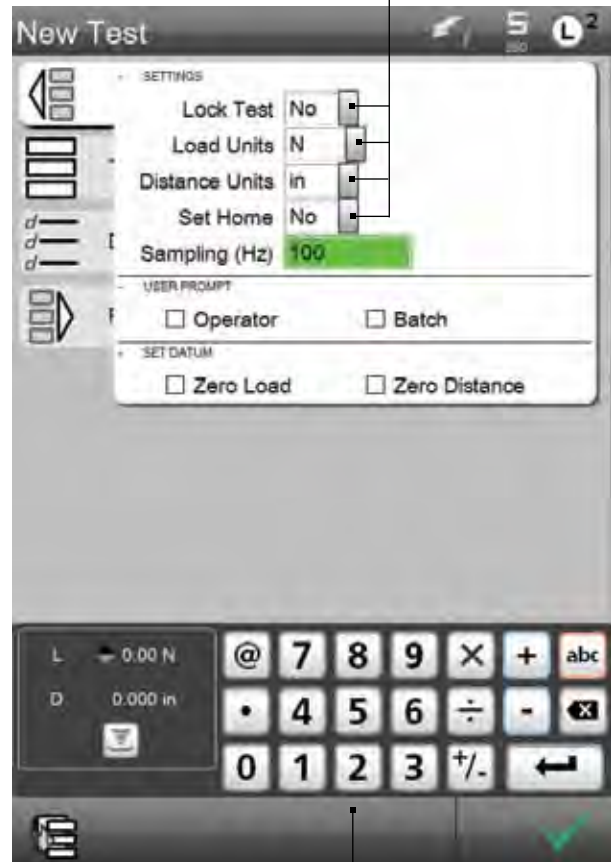 New Test
L 2
SETTINGS
Lock Test No
Load Units N
Distance Units in
Set Home No
Sampling (Hz) 100
USER PROMPT
Operator Batch
SET DATUM
Zero Load Zero Distance
L 0.00 N
D 0.000 in
@ 7 8 9 × + abc
• 4 5 6 ÷ -
0 1 2 3 +/-
d
d
d